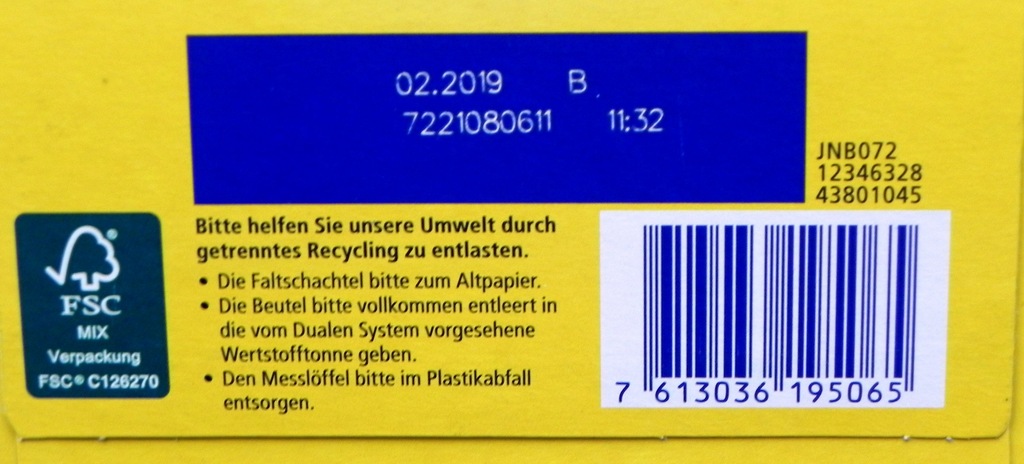 02.2019 B
7221080611 11:32
JNB072
12346328
43801045
FSC®
MIX
Verpackung
FSC® C126270
Bitte helfen Sie unsere Umwelt durch
getrenntes Recycling zu entlasten.
• Die Faltschachtel bitte zum Altpapier.
• Die Beutel bitte vollkommen entleert in
die vom Dualen System vorgesehene
Wertstofftonne geben.
• Den Messlöffel bitte im Plastikabfall
entsorgen.
7 613036 195065